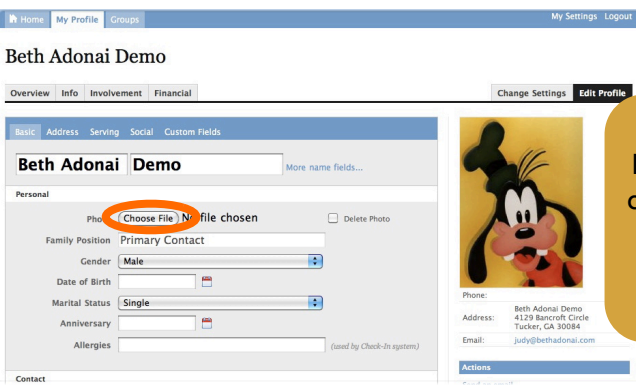 Home My Profile Groups My Settings Logout
Beth Adonai Demo
Overview Info Involvement Financial Change Settings Edit Profile
Basic Address Serving Social Custom Fields
Beth Adonai Demo More name fields...
Personal
Choose File file chosen Delete Photo
Family Position Primary Contact
Gender Male
Date of Birth
Marital Status Single
Anniversary
Allergies (used by Check-In system)
Contact
Phone:
Address: Beth Adonai Demo
4129 Bancroft Circle
Tucker, GA 30084
Email: judy@bethadonai.com
Actions